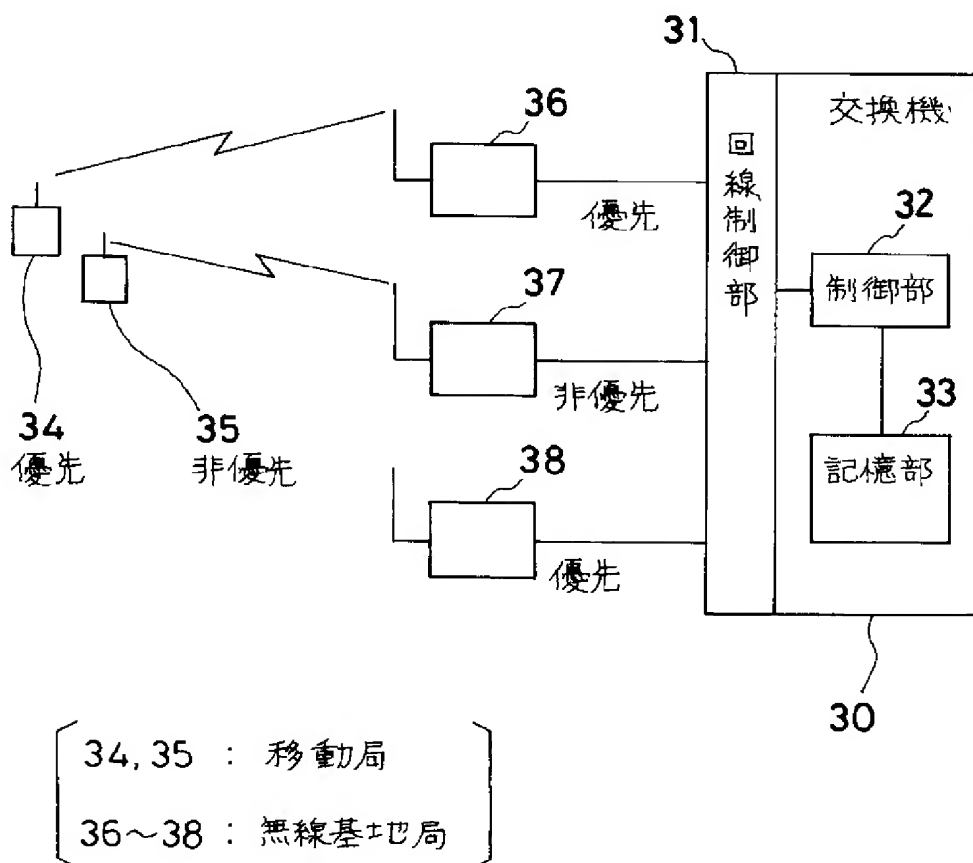 31
交換機
36
回線制御部
優先
32
制御部
37
34
優先
35
非優先
非優先
33
記憶部
38
優先
30
34,35 : 移動局
36〜38 : 無線基地局